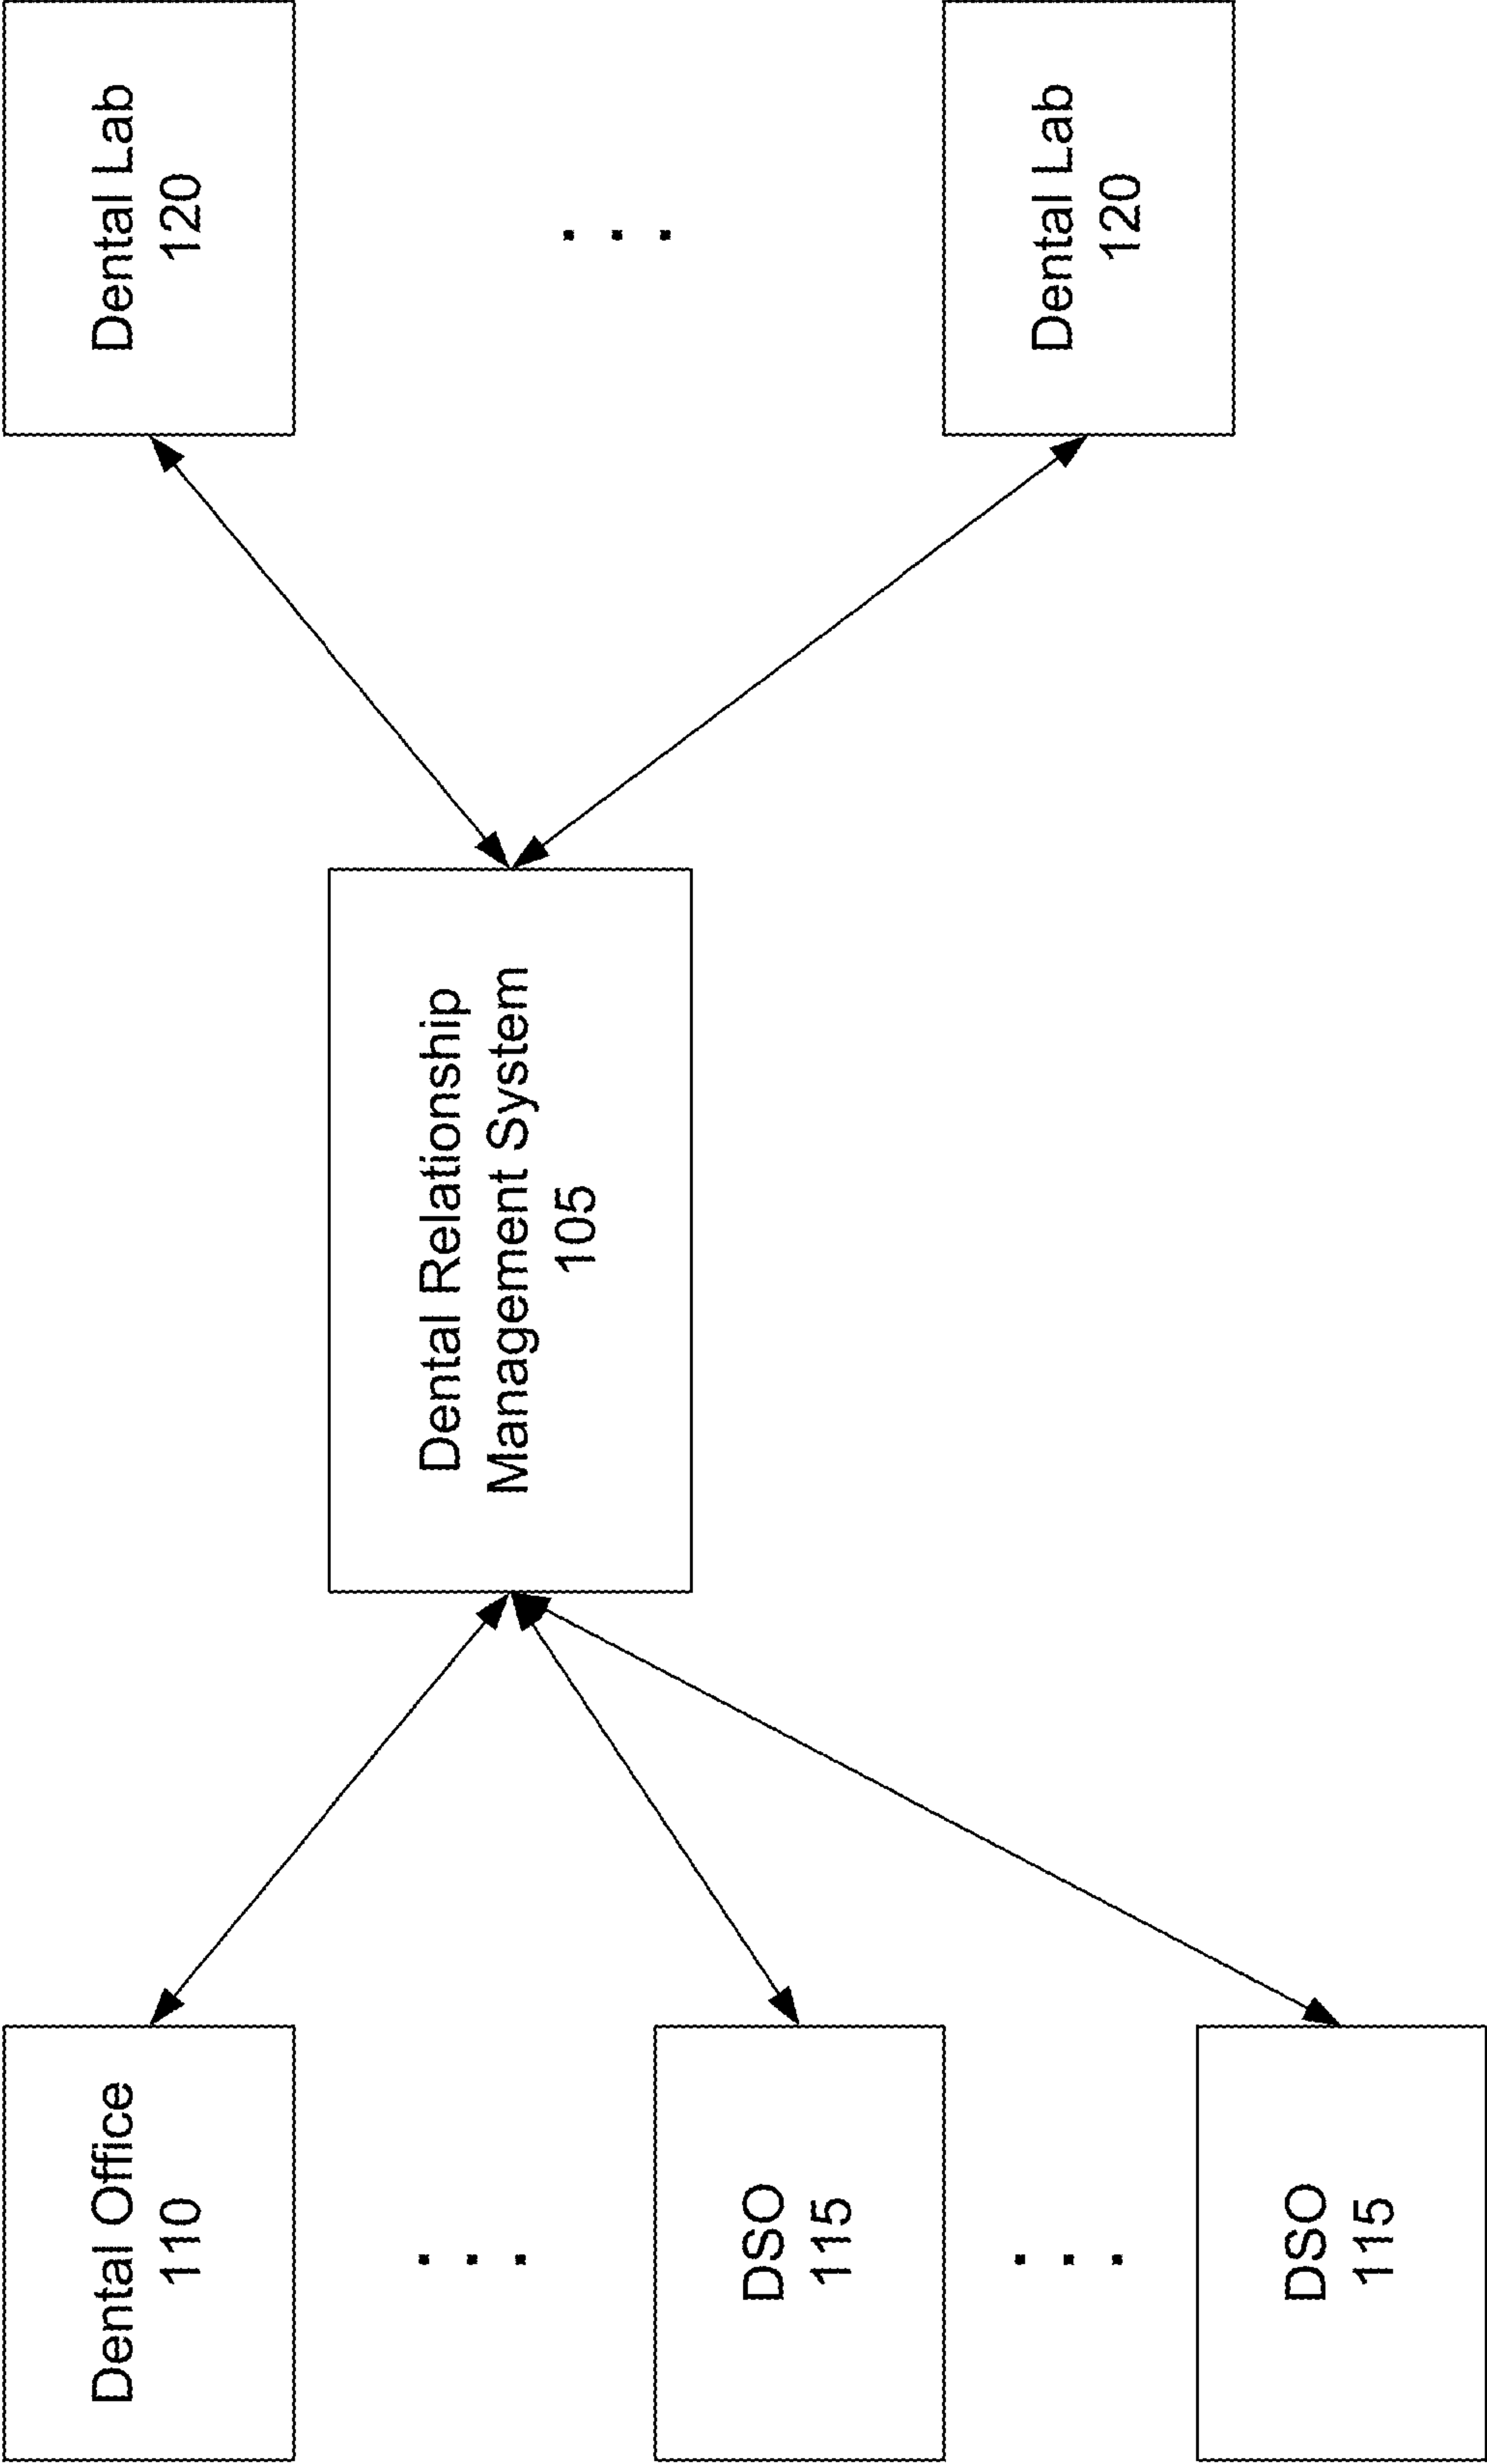 Dental Office
110
DSO
115
DSO
115
Dental Relationship
Management System
105
Dental Lab
120
Dental Lab
120